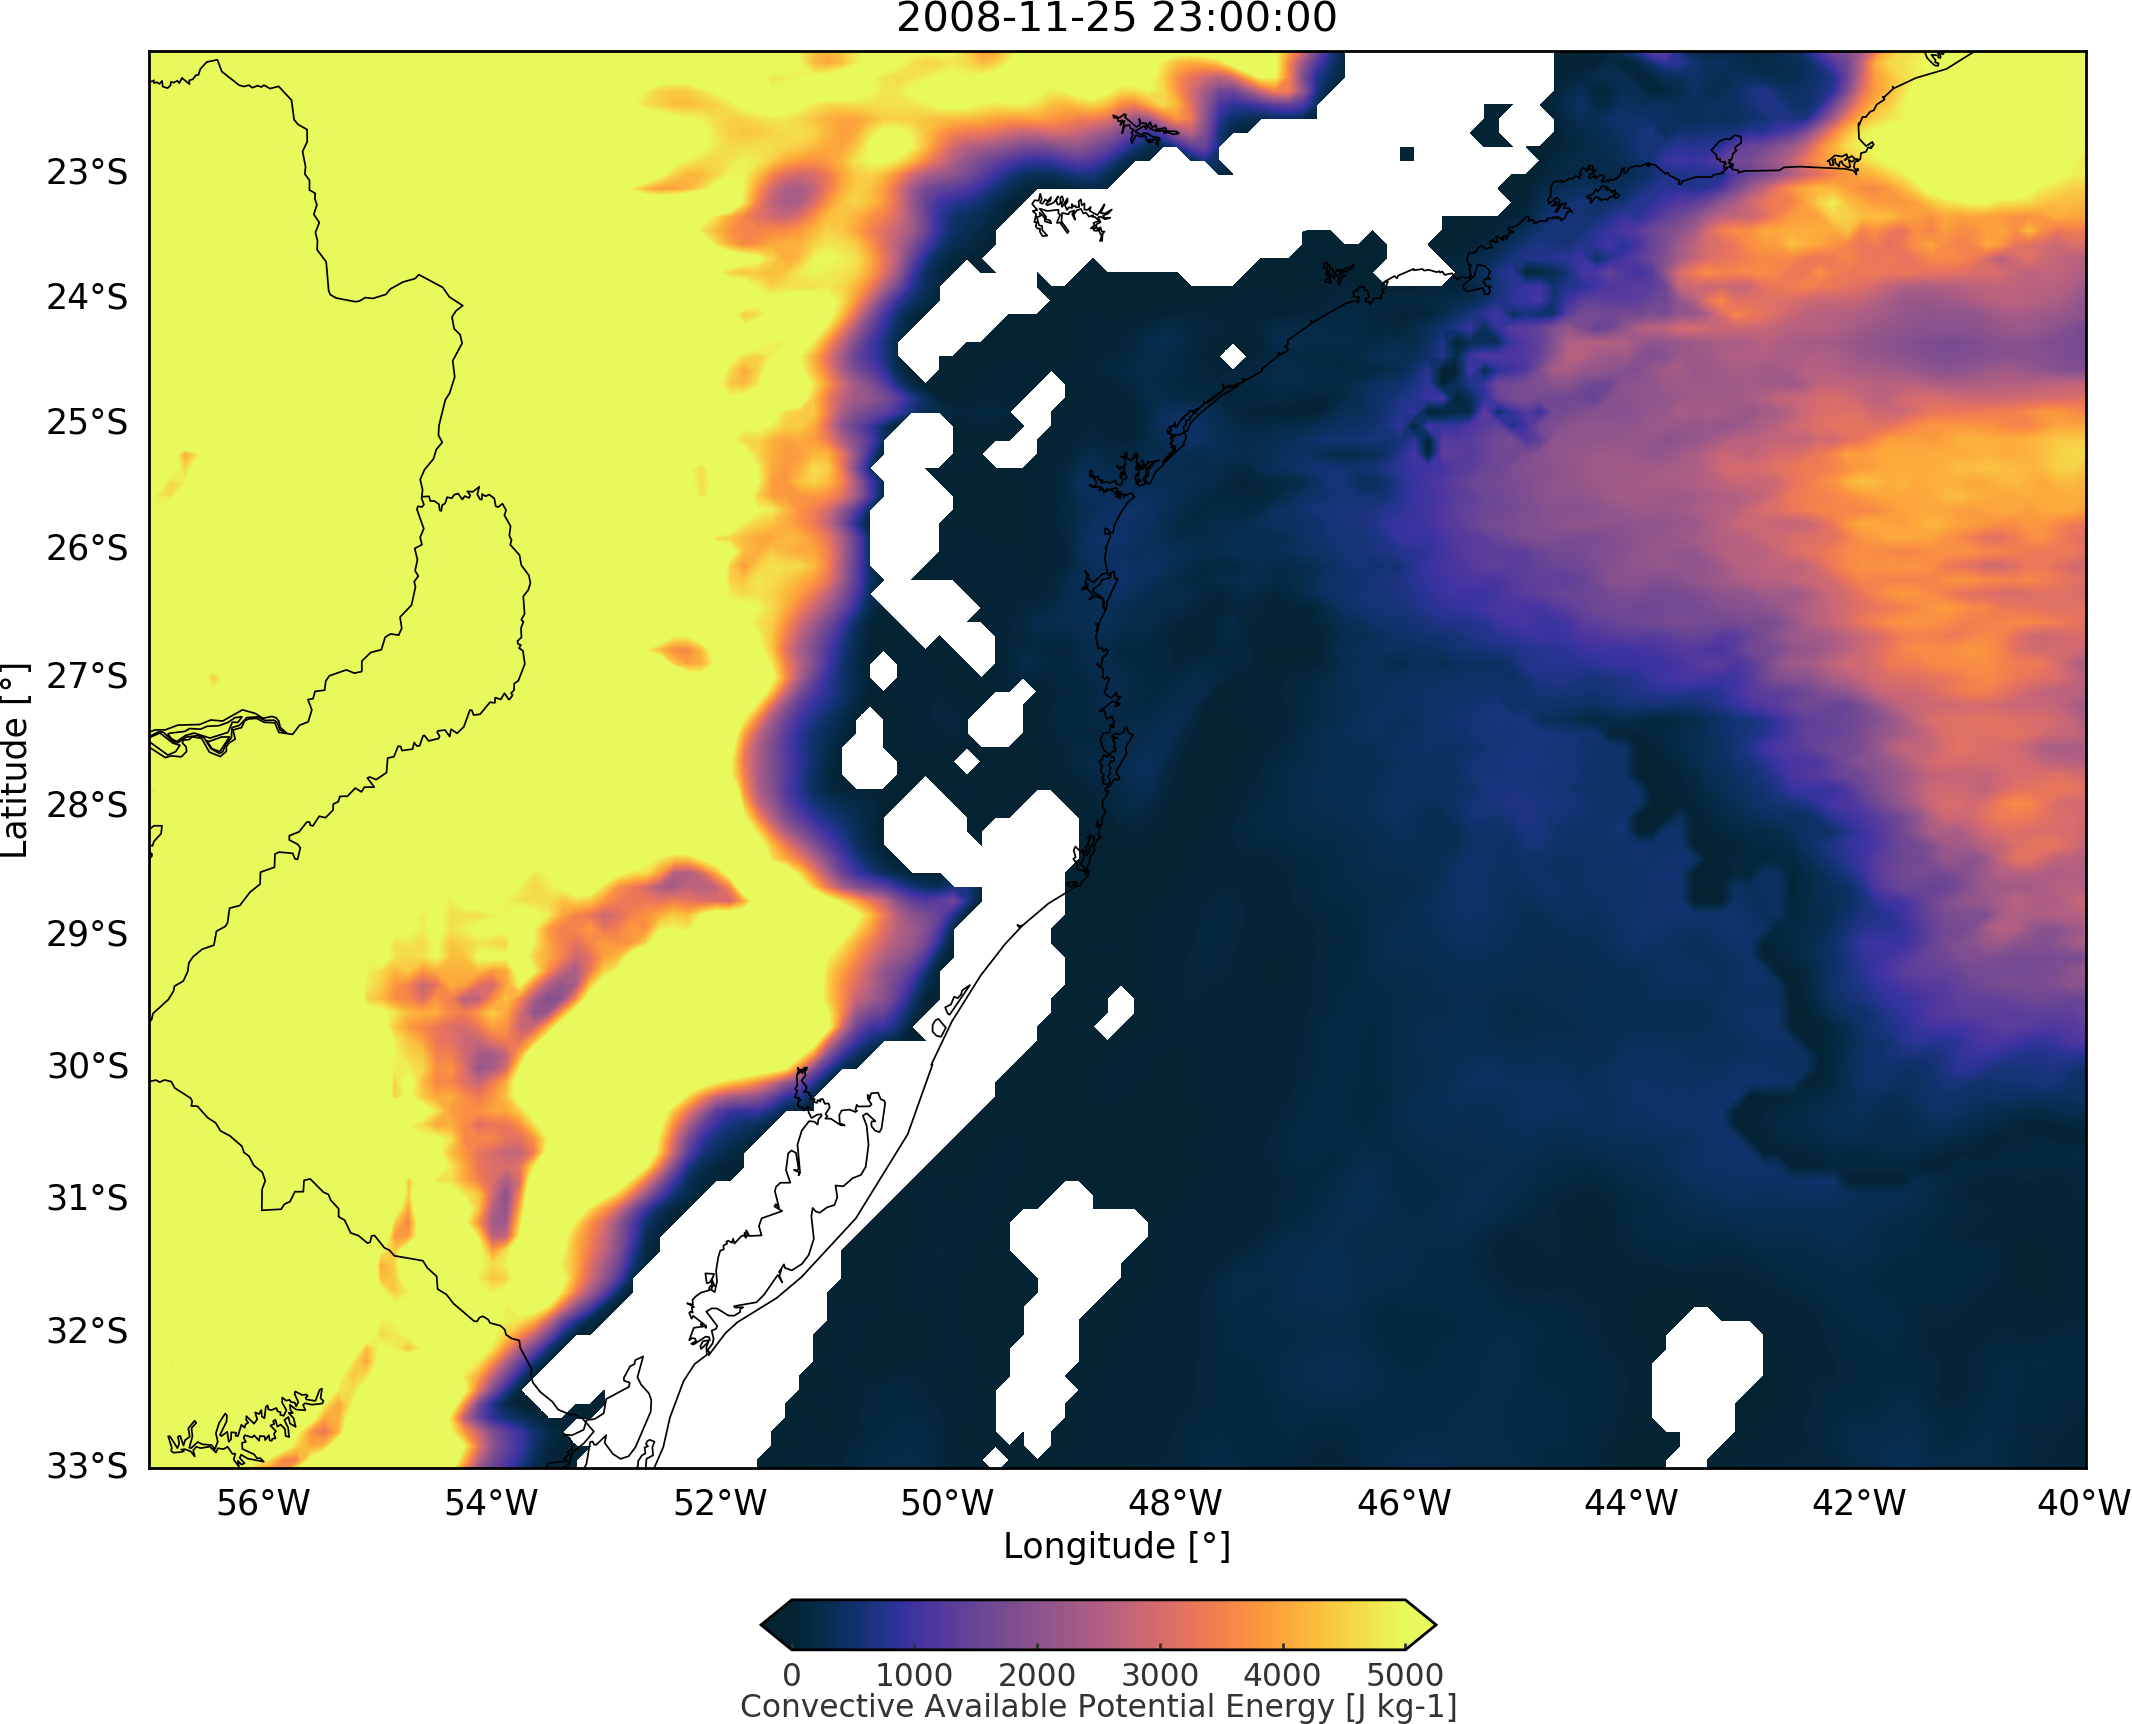 2008-11-25 23:00:00
23°S
24°S
25°S
26°S
27°S
28°S
29°S
30°S
31°S
32°S
33°S
Latitude [°]
56°W 54°W 52°W 50°W 48°W 46°W 44°W 42°W 40°W
Longitude [°]
0 1000 2000 3000 4000 5000
Convective Available Potential Energy [J kg-1]